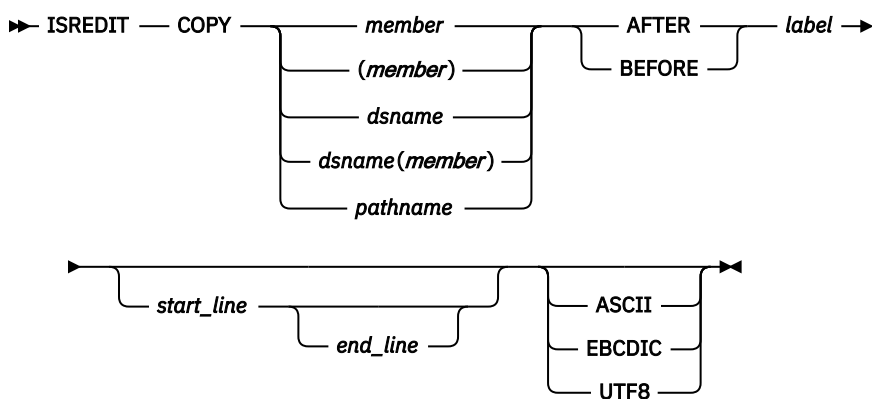 ISREDIT COPY member AFTER label
(member) BEFORE
dsname
dsname(member)
pathname
start_line ASCII
end_line EBCDIC
UTF8